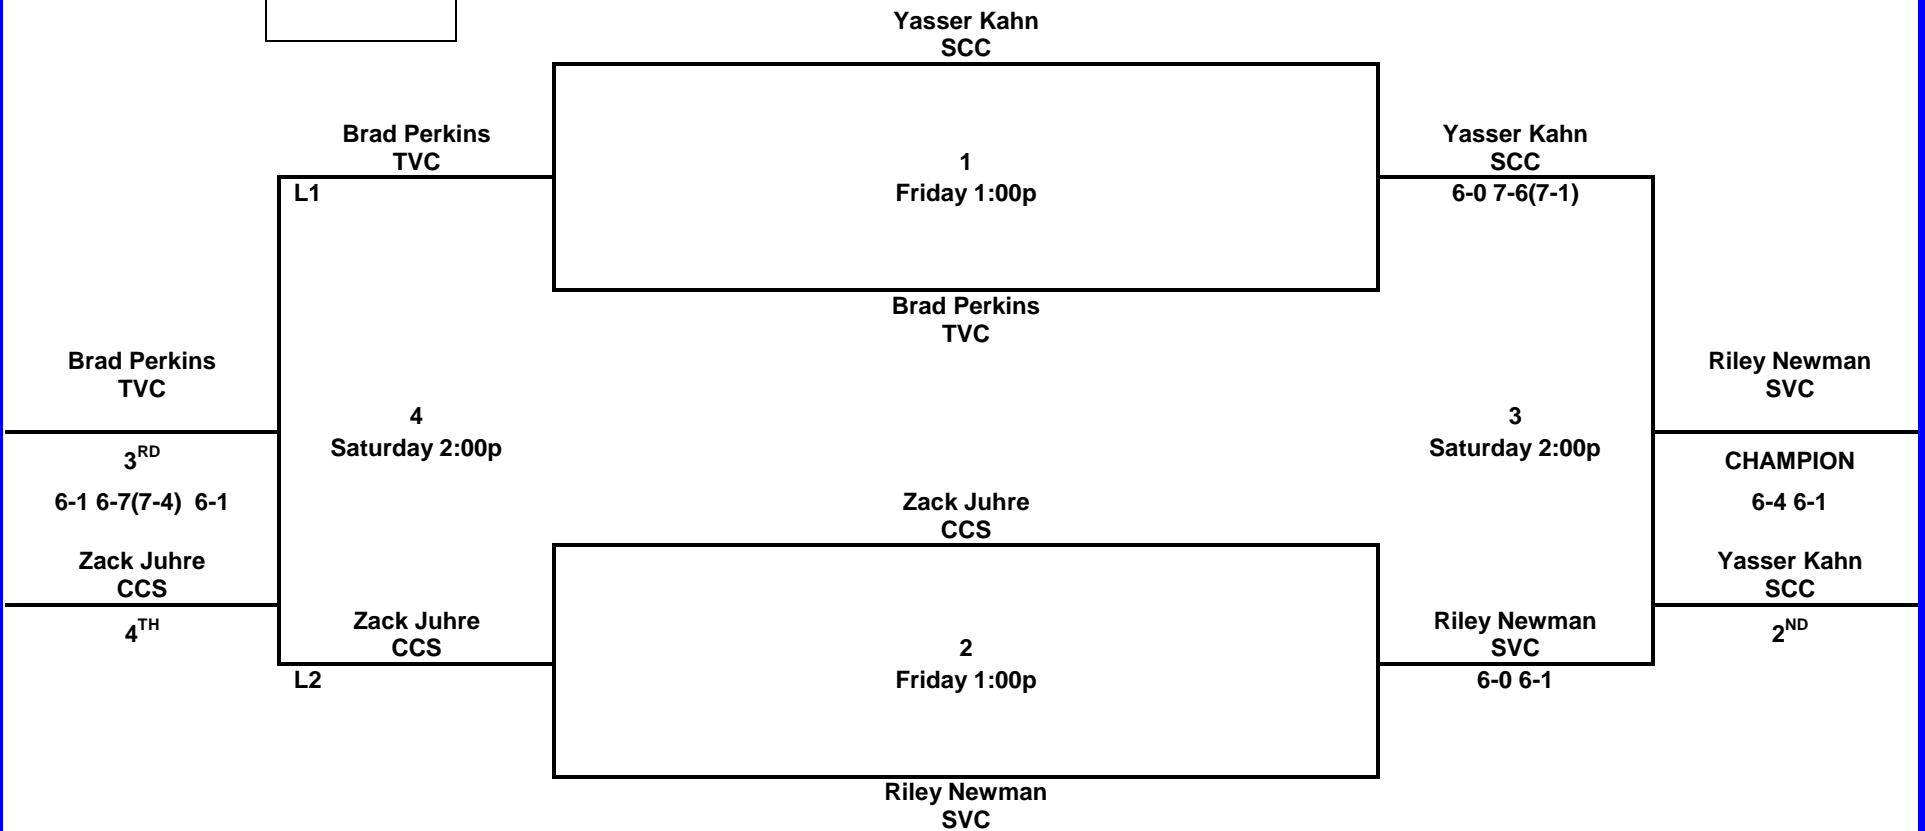 Yasser Kahn
SCC
Brad Perkins
TVC
L1
1
Friday 1:00p
Yasser Kahn
SCC
6-0 7-6(7-1)
Brad Perkins
TVC
Brad Perkins
TVC
3RD
6-1 6-7(7-4)  6-1
4
Saturday 2:00p
3
Saturday 2:00p
Riley Newman
SVC
CHAMPION
6-4 6-1
Zack Juhre
CCS
Zack Juhre
CCS
4TH
Zack Juhre
CCS
L2
2
Friday 1:00p
Riley Newman
SVC
6-0 6-1
Yasser Kahn
SCC
2ND
Riley Newman
SVC